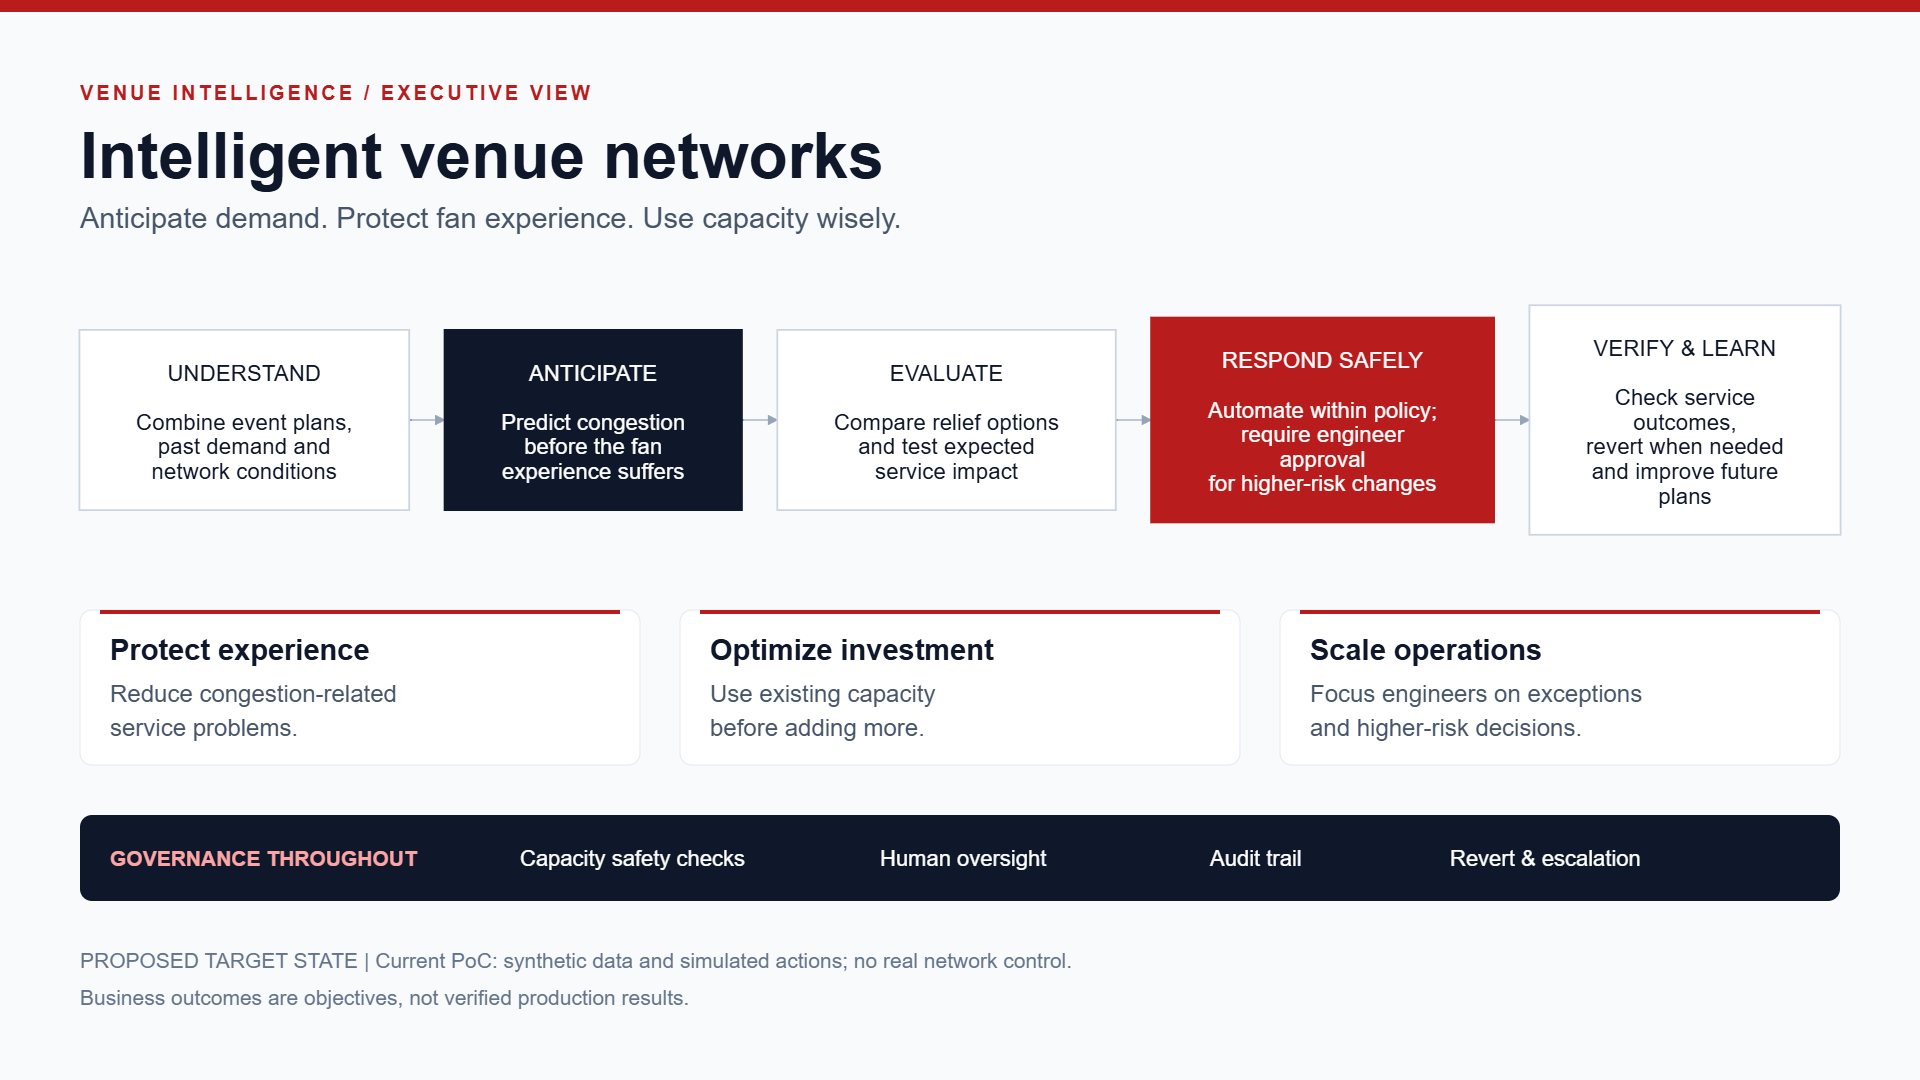 VENUE INTELLIGENCE / EXECUTIVE VIEW
Intelligent venue networks
Anticipate demand. Protect fan experience. Use capacity wisely.
UNDERSTAND
Combine event plans,
past demand and
network conditions
ANTICIPATE
Predict congestion
before the fan
experience suffers
EVALUATE
Compare relief options
and test expected
service impact
RESPOND SAFELY
Automate within policy;
require engineer
approval
for higher-risk changes
VERIFY & LEARN
Check service
outcomes,
revert when needed
and improve future
plans
Protect experience
Reduce congestion-related
service problems.
Optimize investment
Use existing capacity
before adding more.
Scale operations
Focus engineers on exceptions
and higher-risk decisions.
GOVERNANCE THROUGHOUT
Capacity safety checks
Human oversight
Audit trail
Revert & escalation
PROPOSED TARGET STATE | Current PoC: synthetic data and simulated actions; no real network control.
Business outcomes are objectives, not verified production results.